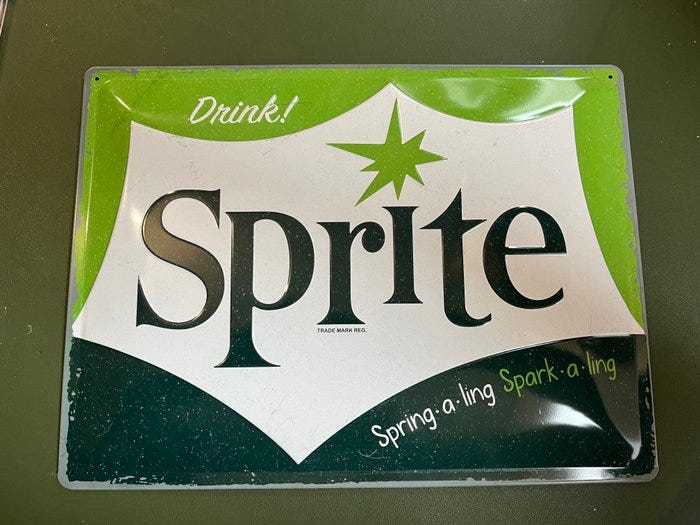 Drink!
Sprite
TRADE MARK REG.
Spring·a·ling Spark·a·ling